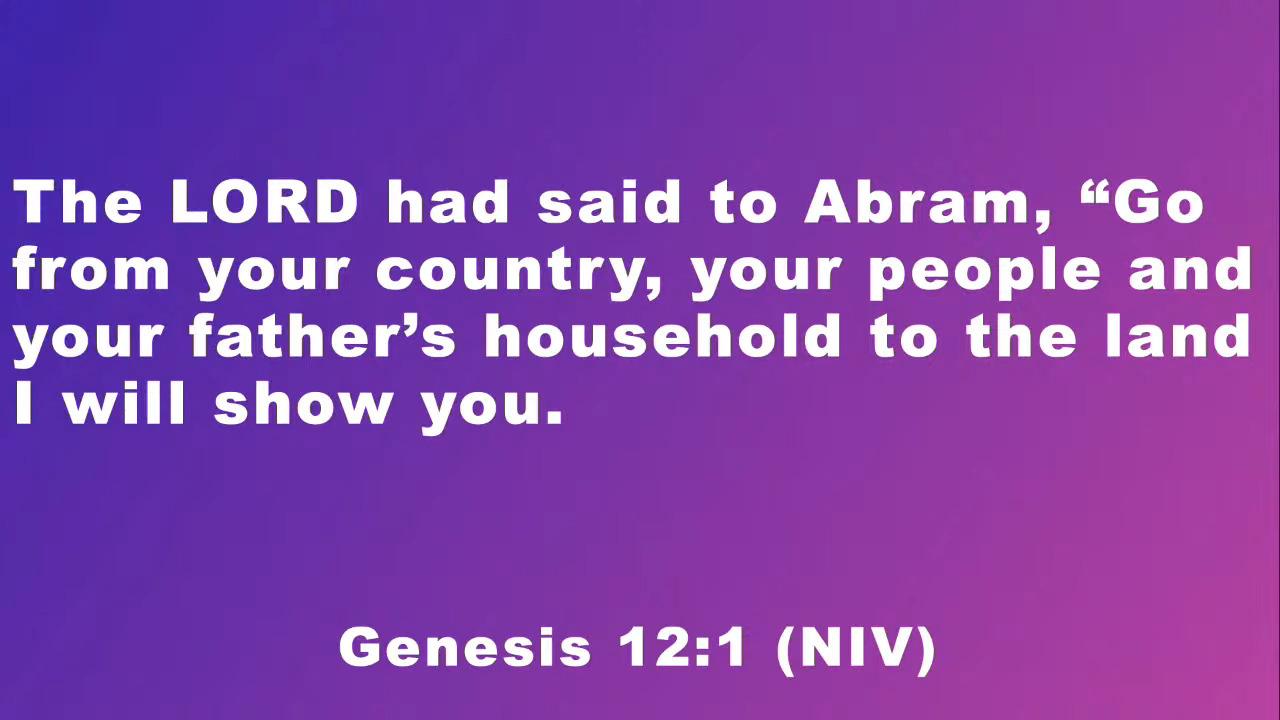 The LORD had said to Abram, “Go
from your country, your people and
your father’s household to the land
I will show you.
Genesis 12:1 (NIV)